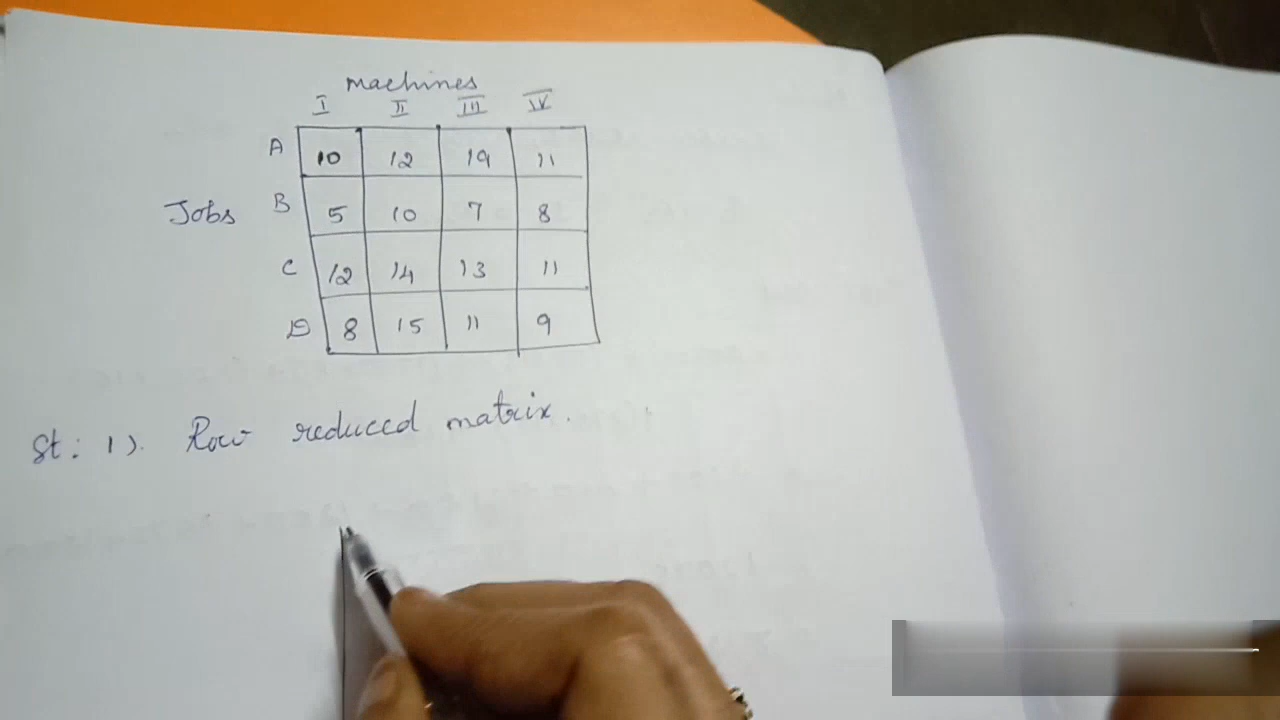 Machines
I II III IV
A 10 12 19 11
Jobs B 5 10 7 8
C 12 14 13 11
D 8 15 11 9
St: 1). Row reduced matrix.